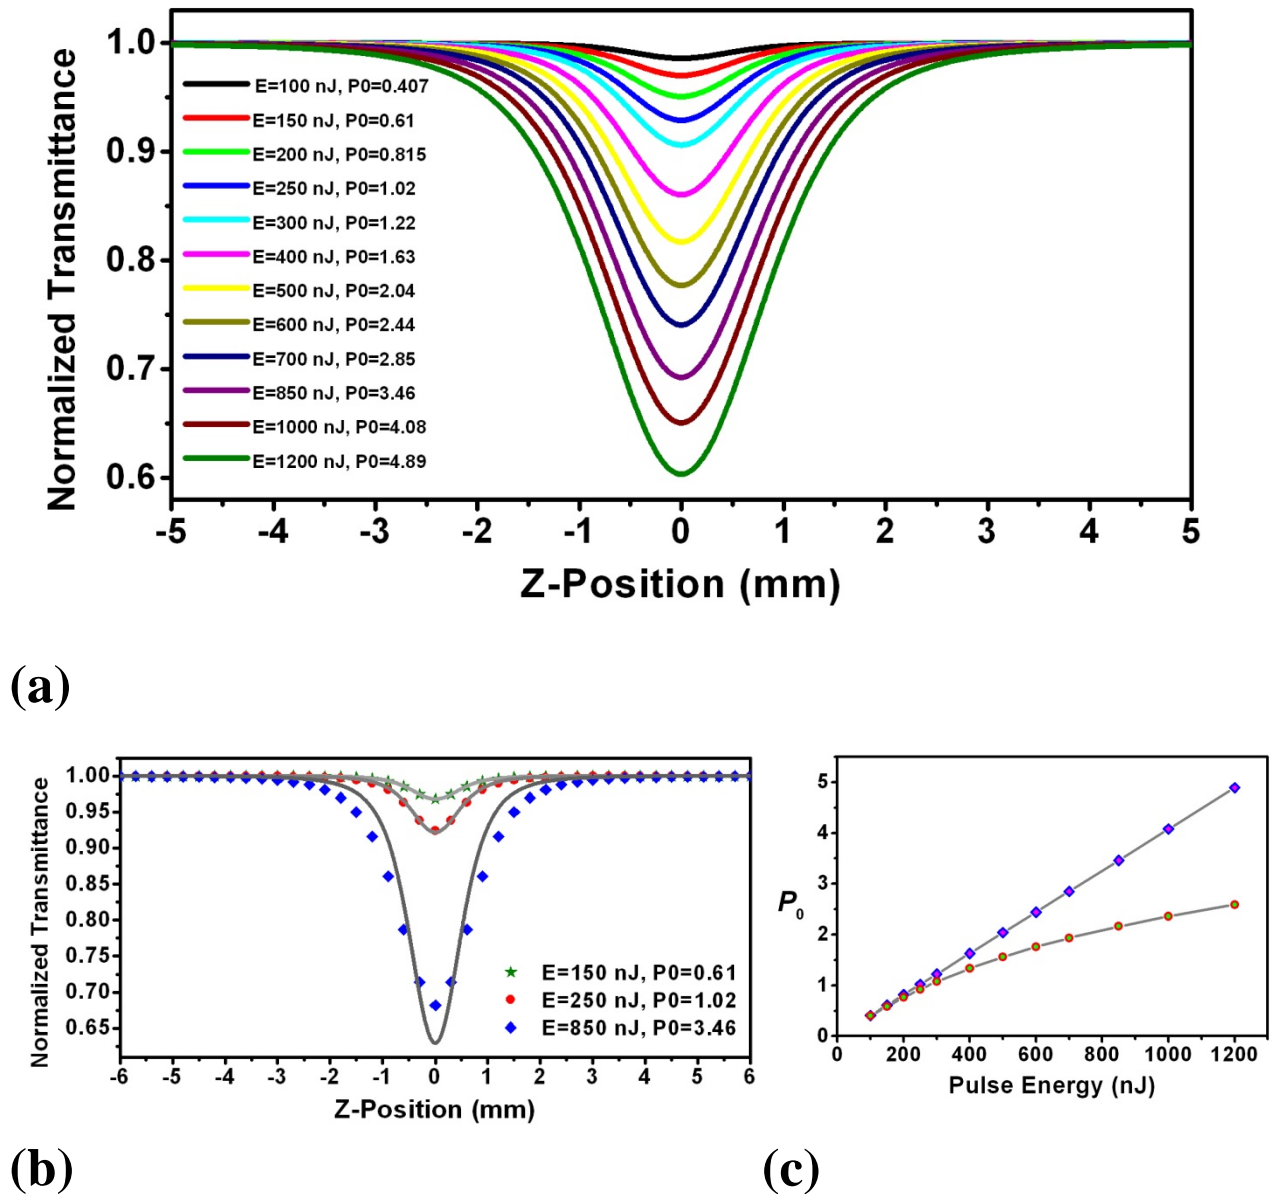 Normalized Transmittance
1.0
0.9
0.8
0.7
0.6
E=100 nJ, P0=0.407
E=150 nJ, P0=0.61
E=200 nJ, P0=0.815
E=250 nJ, P0=1.02
E=300 nJ, P0=1.22
E=400 nJ, P0=1.63
E=500 nJ, P0=2.04
E=600 nJ, P0=2.44
E=700 nJ, P0=2.85
E=850 nJ, P0=3.46
E=1000 nJ, P0=4.08
E=1200 nJ, P0=4.89
-5 -4 -3 -2 -1 0 1 2 3 4 5
Z-Position (mm)
(a)
Normalized Transmittance
1.00
0.95
0.90
0.85
0.80
0.75
0.70
0.65
E=150 nJ, P0=0.61
E=250 nJ, P0=1.02
E=850 nJ, P0=3.46
-6 -5 -4 -3 -2 -1 0 1 2 3 4 5 6
Z-Position (mm)
(b)
P0
5
4
3
2
1
0
0 200 400 600 800 1000 1200
Pulse Energy (nJ)
(c)